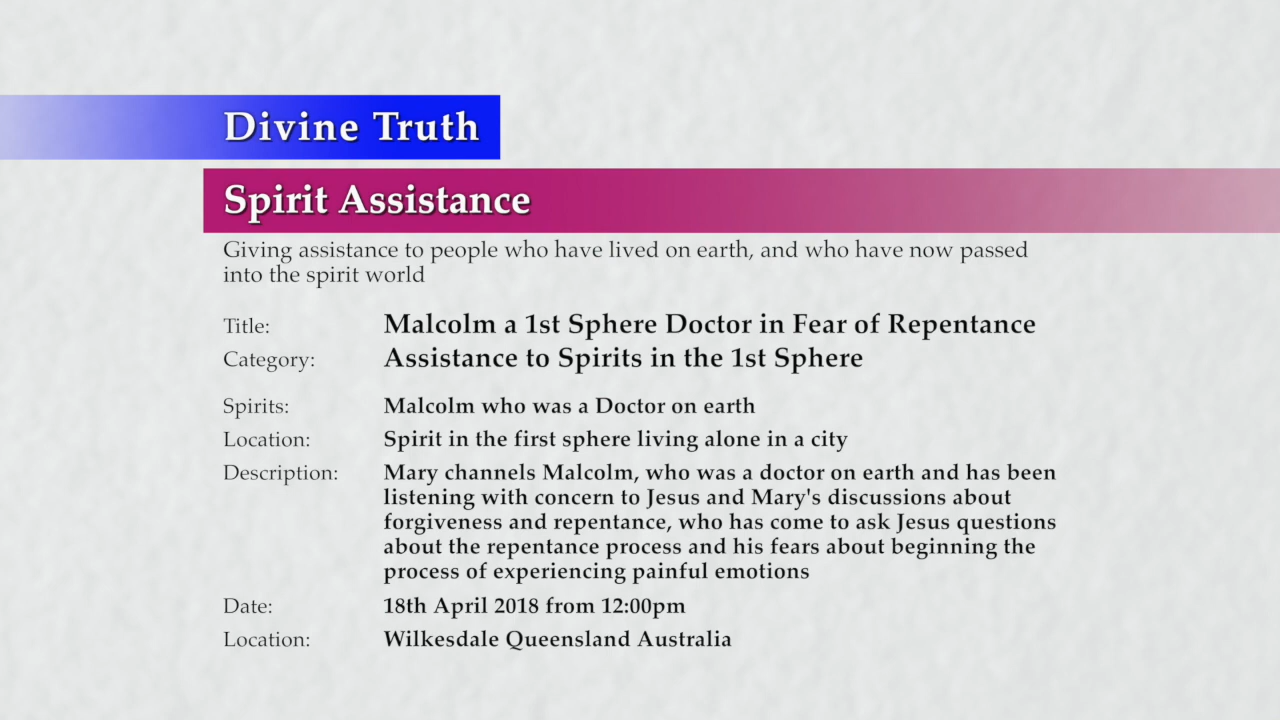 Divine Truth
Spirit Assistance
Giving assistance to people who have lived on earth, and who have now passed
into the spirit world
Title: Malcolm a 1st Sphere Doctor in Fear of Repentance
Category: Assistance to Spirits in the 1st Sphere
Spirits: Malcolm who was a Doctor on earth
Location: Spirit in the first sphere living alone in a city
Description: Mary channels Malcolm, who was a doctor on earth and has been
listening with concern to Jesus and Mary's discussions about
forgiveness and repentance, who has come to ask Jesus questions
about the repentance process and his fears about beginning the
process of experiencing painful emotions
Date: 18th April 2018 from 12:00pm
Location: Wilkesdale Queensland Australia